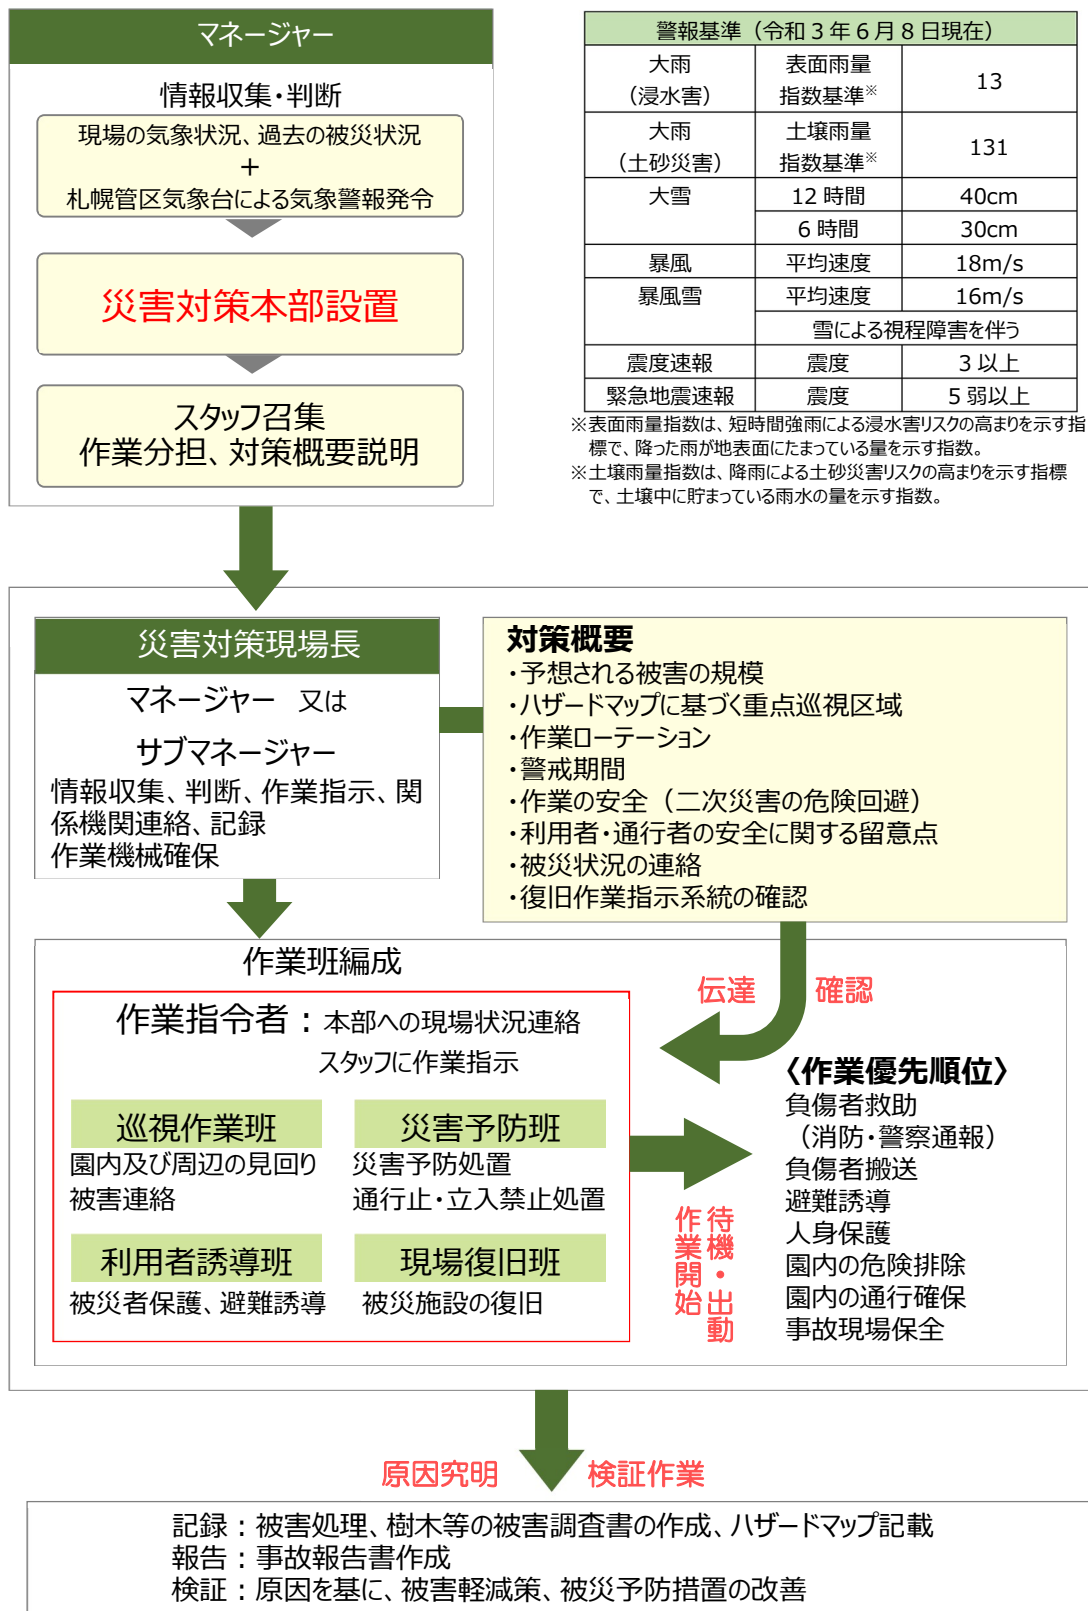 マネージャー
情報収集・判断
現場の気象状況、過去の被災状況
+
札幌管区気象台による気象警報発令
災害対策本部設置
スタッフ召集
作業分担、対策概要説明
警報基準（令和３年６月８日現在）
大雨
（浸水害）
表面雨量
指数基準※
13
大雨
（土砂災害）
土壌雨量
指数基準※
131
大雪
12 時間
40cm
6 時間
30cm
暴風
平均速度
18m/s
暴風雪
平均速度
16m/s
雪による視程障害を伴う
震度速報
震度
3 以上
緊急地震速報
震度
5 弱以上
※表面雨量指数は、短時間強雨による浸水害リスクの高まりを示す指
標で、降った雨が地表面にたまっている量を示す指数。
※土壌雨量指数は、降雨による土砂災害リスクの高まりを示す指標
で、土壌中に貯まっている雨水の量を示す指数。
災害対策現場長
マネージャー 又は
サブマネージャー
情報収集、判断、作業指示、関
係機関連絡、記録
作業機械確保
対策概要
・予想される被害の規模
・ハザードマップに基づく重点巡視区域
・作業ローテーション
・警戒期間
・作業の安全（二次災害の危険回避）
・利用者・通行者の安全に関する留意点
・被災状況の連絡
・復旧作業指示系統の確認
作業班編成
伝達 確認
作業指令者：本部への現場状況連絡
スタッフに作業指示
巡視作業班
園内及び周辺の見回り
被害連絡
災害予防班
災害予防処置
通行止・立入禁止処置
利用者誘導班
被災者保護、避難誘導
現場復旧班
被災施設の復旧
待機・出動
作業開始
〈作業優先順位〉
負傷者救助
（消防・警察通報）
負傷者搬送
避難誘導
人身保護
園内の危険排除
園内の通行確保
事故現場保全
原因究明 検証作業
記録：被害処理、樹木等の被害調査書の作成、ハザードマップ記載
報告：事故報告書作成
検証：原因を基に、被害軽減策、被災予防措置の改善